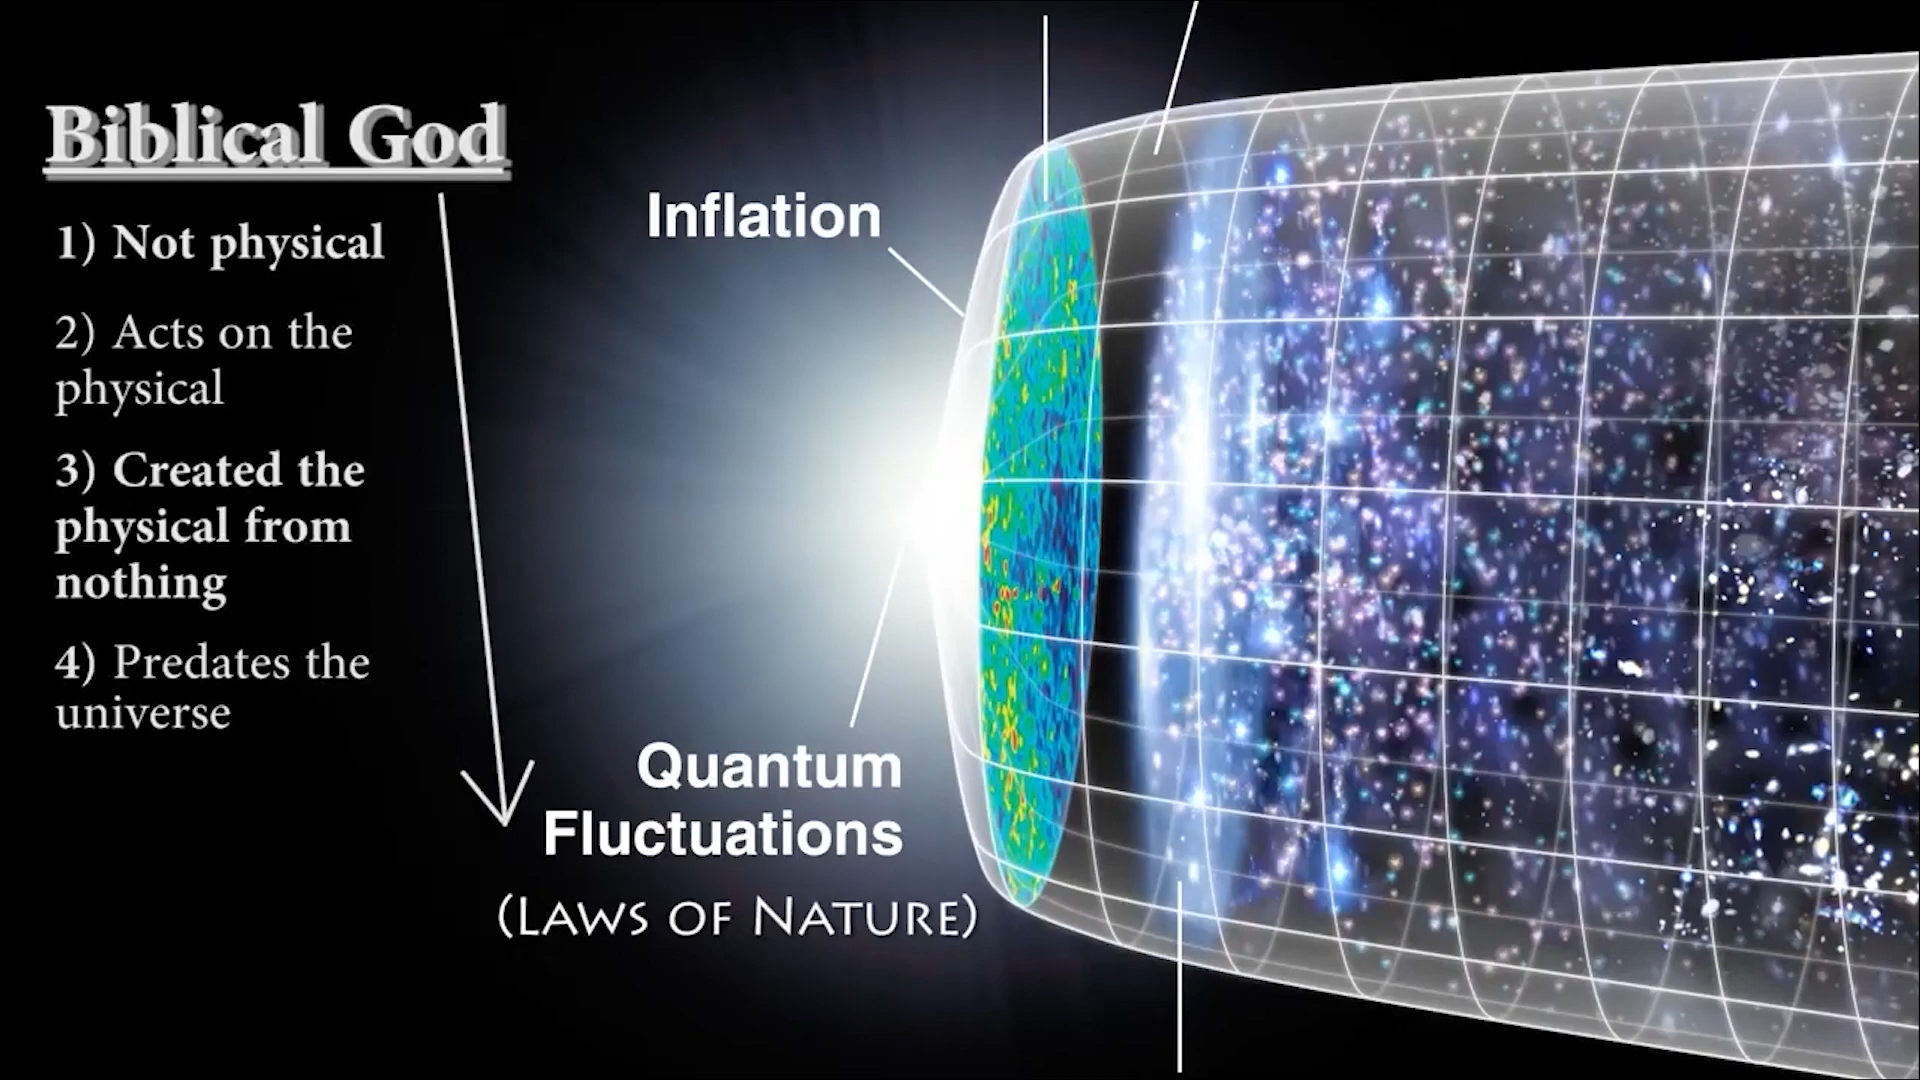 Biblical God
1) Not physical
2) Acts on the
physical
3) Created the
physical from
nothing
4) Predates the
universe
Inflation
Quantum
Fluctuations
(Laws of Nature)